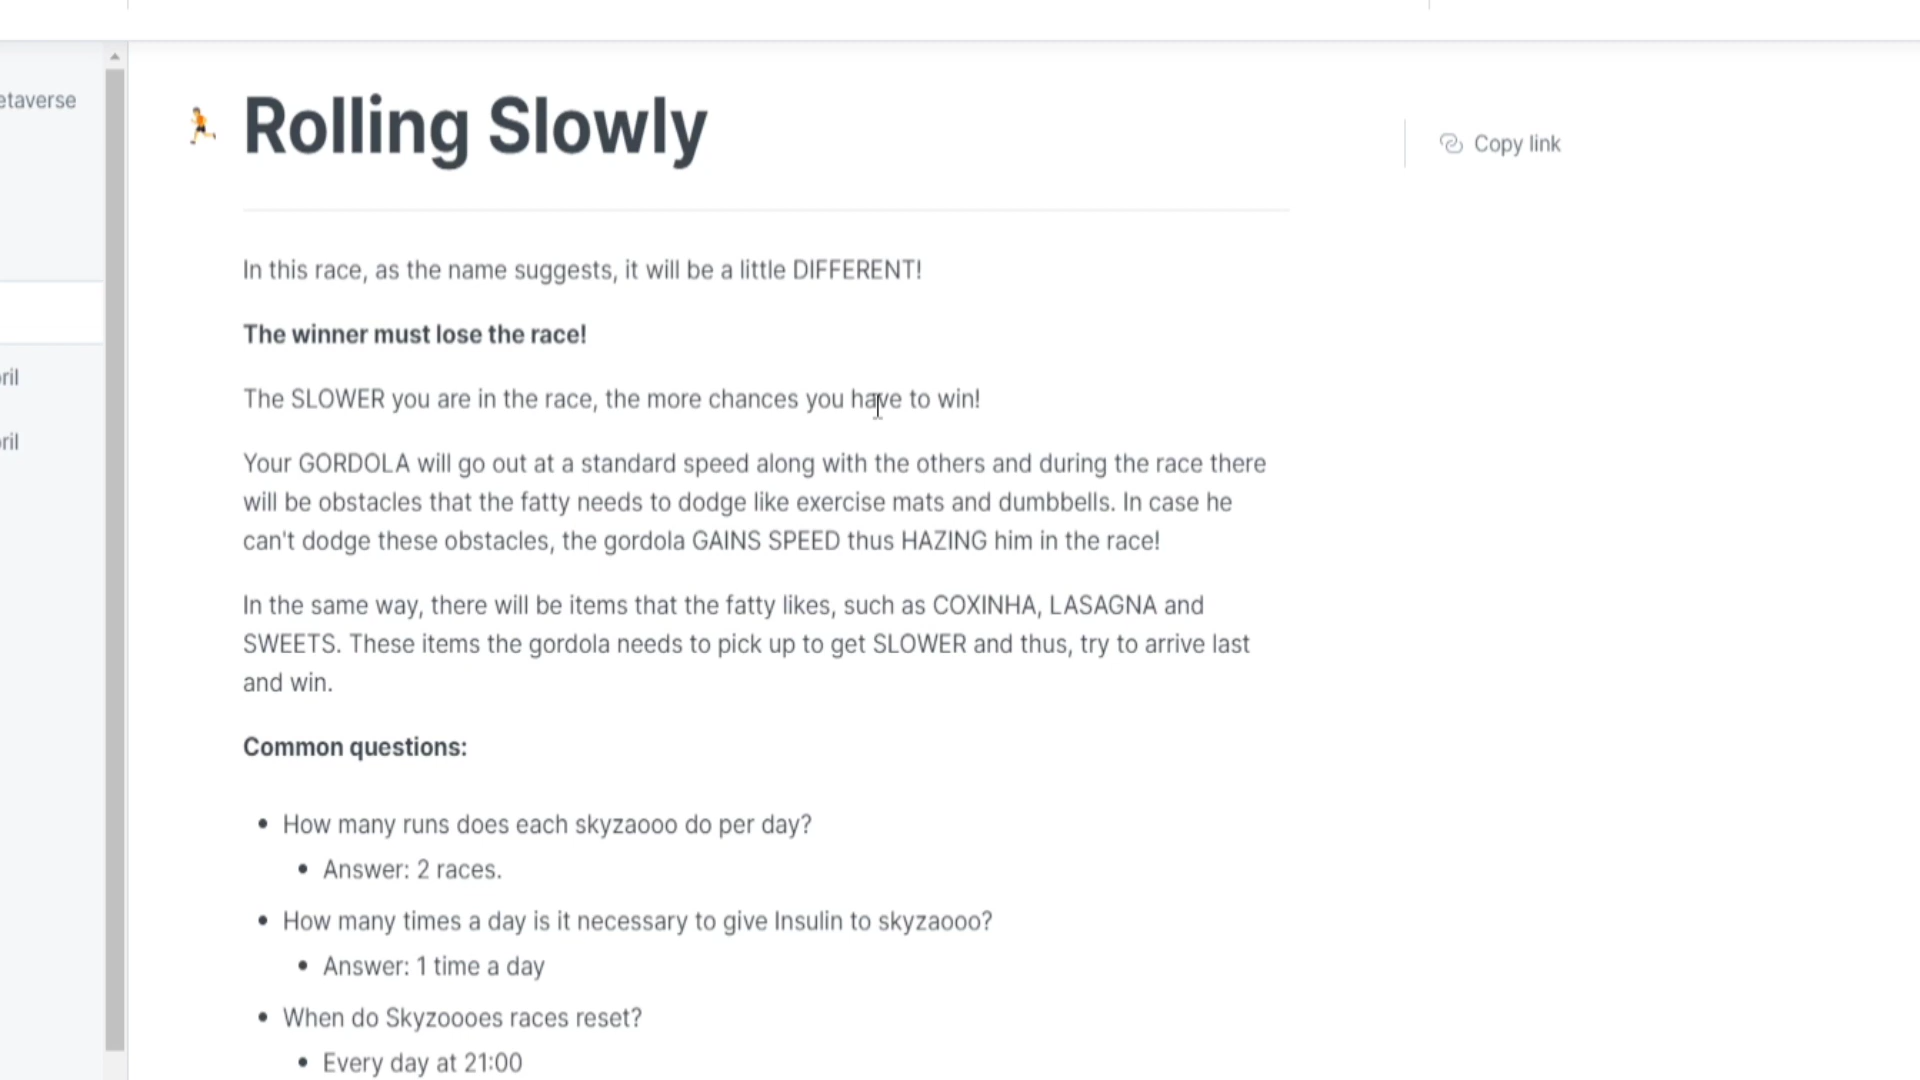 etaverse
ril
ril
Rolling Slowly
Copy link
In this race, as the name suggests, it will be a little DIFFERENT!
The winner must lose the race!
The SLOWER you are in the race, the more chances you have to win!
Your GORDOLA will go out at a standard speed along with the others and during the race there
will be obstacles that the fatty needs to dodge like exercise mats and dumbbells. In case he
can't dodge these obstacles, the gordola GAINS SPEED thus HAZING him in the race!
In the same way, there will be items that the fatty likes, such as COXINHA, LASAGNA and
SWEETS. These items the gordola needs to pick up to get SLOWER and thus, try to arrive last
and win.
Common questions:
How many runs does each skyzaooo do per day?
Answer: 2 races.
How many times a day is it necessary to give Insulin to skyzaooo?
Answer: 1 time a day
When do Skyzoooes races reset?
Every day at 21:00